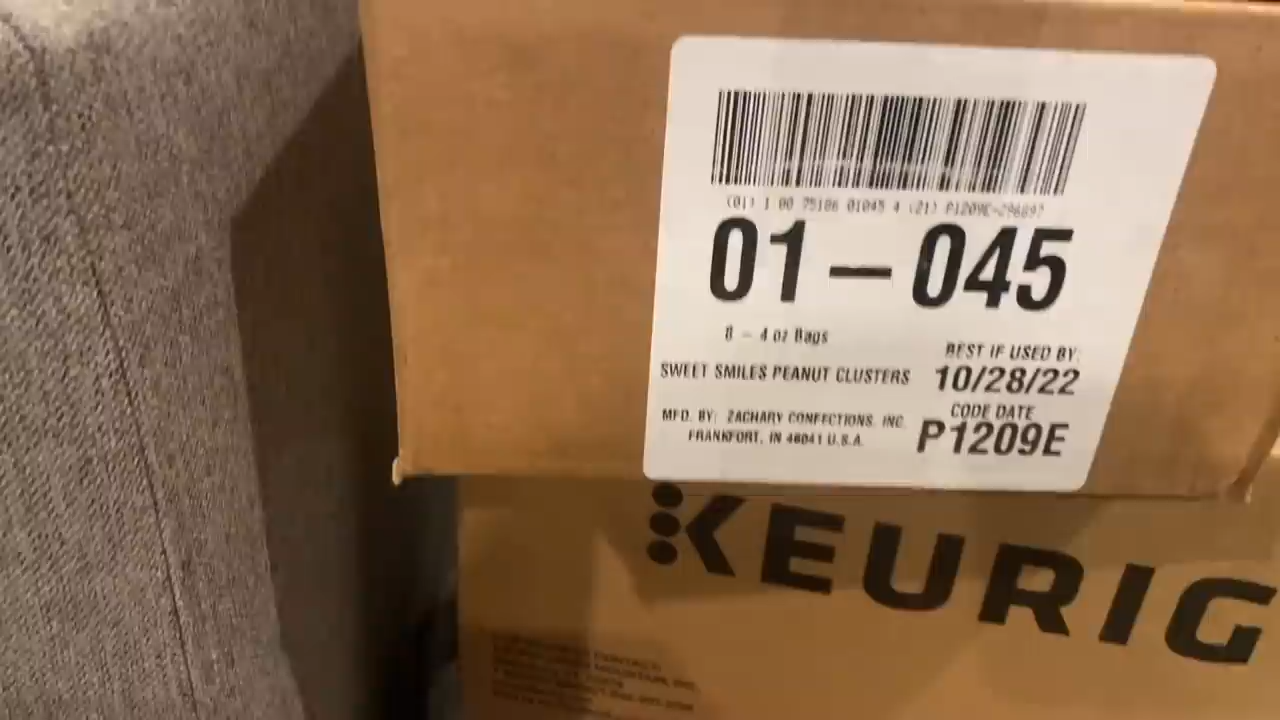 (01) 1 00 75186 01045 4 (21) P1209E-296897
01-045
8 - 4 oz Bags
SWEET SMILES PEANUT CLUSTERS
BEST IF USED BY:
10/28/22
MFD. BY: ZACHARY CONFECTIONS, INC.
FRANKFORT, IN 46041 U.S.A.
CODE DATE
P1209E
KEURIG